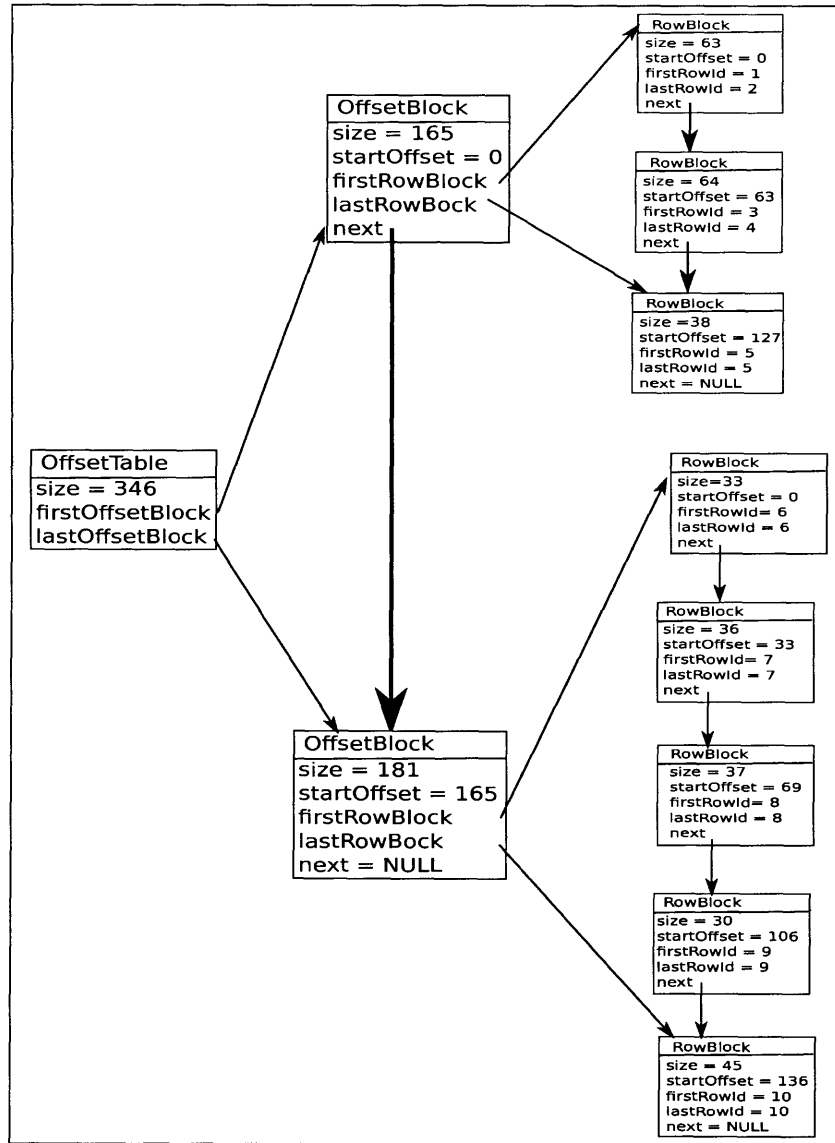 OffsetTable
size = 346
firstOffsetBlock
lastOffsetBlock
OffsetBlock
size = 165
startOffset = 0
firstRowBlock
lastRowBock
next
RowBlock
size = 63
startOffset = 0
firstRowId = 1
lastRowId = 2
next
RowBlock
size = 64
startOffset = 63
firstRowId = 3
lastRowId = 4
next
RowBlock
size =38
startOffset = 127
firstRowId = 5
lastRowId = 5
next = NULL
OffsetBlock
size = 181
startOffset = 165
firstRowBlock
lastRowBock
next = NULL
RowBlock
size=33
startOffset = 0
firstRowId= 6
lastRowId = 6
next
RowBlock
size = 36
startOffset = 33
firstRowId= 7
lastRowId = 7
next
RowBlock
size = 37
startOffset = 69
firstRowId= 8
lastRowId = 8
next
RowBlock
size = 30
startOffset = 106
firstRowId = 9
lastRowId = 9
next
RowBlock
size = 45
startOffset = 136
firstRowId = 10
lastRowId = 10
next = NULL